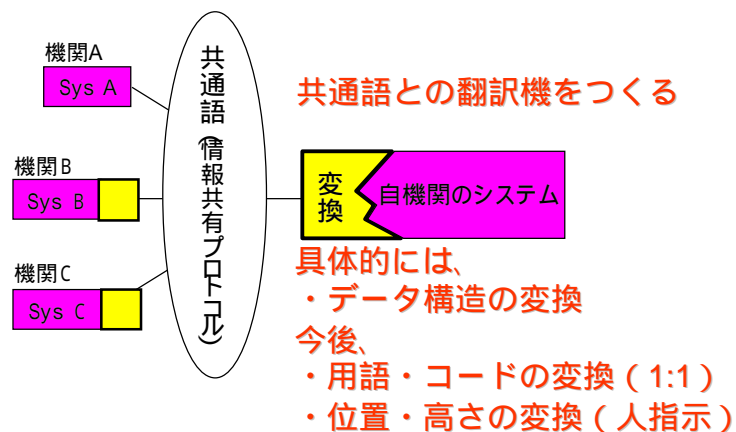 機関A
Sys A
機関B
Sys B
機関C
Sys C
共通語（情報共有プロトコル）
共通語との翻訳機をつくる
変換
自機関のシステム
具体的には、
・データ構造の変換
今後、
・用語・コードの変換（1:1）
・位置・高さの変換（人指示）